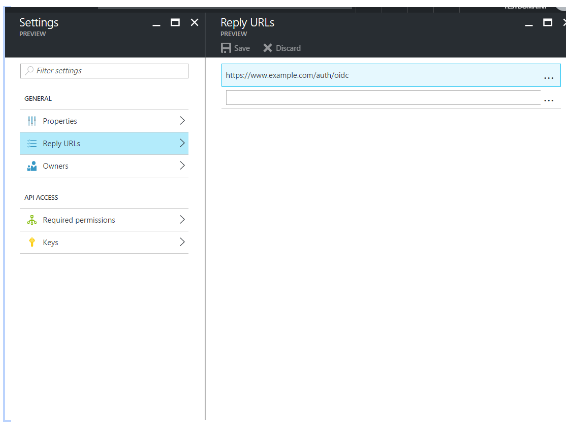 Settings
PREVIEW
Filter settings
GENERAL
Properties
Reply URLs
Owners
API ACCESS
Required permissions
Keys
Reply URLs
PREVIEW
Save
Discard
https://www.example.com/auth/oidc
...
...